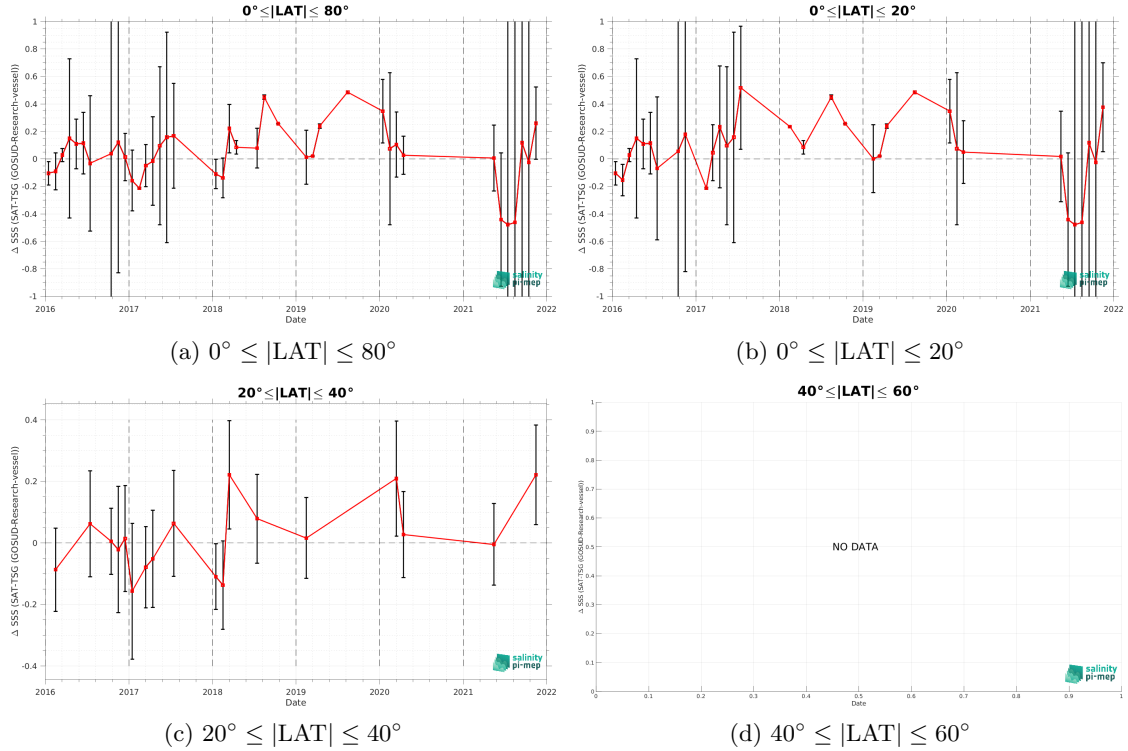 0°≤|LAT|≤ 80°
Δ SSS (SAT-TSG (GOSUD-Research-vessel))
1
0.8
0.6
0.4
0.2
0
-0.2
-0.4
-0.6
-0.8
-1
2016
2017
2018
2019
2020
2021
2022
Date
salinity
pi-mep
(a) 0° ≤ |LAT| ≤ 80°
0°≤|LAT|≤ 20°
Δ SSS (SAT-TSG (GOSUD-Research-vessel))
1
0.8
0.6
0.4
0.2
0
-0.2
-0.4
-0.6
-0.8
-1
2016
2017
2018
2019
2020
2021
2022
Date
salinity
pi-mep
(b) 0° ≤ |LAT| ≤ 20°
20°≤|LAT|≤ 40°
Δ SSS (SAT-TSG (GOSUD-Research-vessel))
0.4
0.2
0
-0.2
-0.4
2016
2017
2018
2019
2020
2021
2022
Date
salinity
pi-mep
(c) 20° ≤ |LAT| ≤ 40°
40°≤|LAT|≤ 60°
Δ SSS (SAT-TSG (GOSUD-Research-vessel))
1
0.9
0.8
0.7
0.6
0.5
0.4
0.3
0.2
0.1
0
NO DATA
0
0.1
0.2
0.3
0.4
0.5
0.6
0.7
0.8
0.9
1
Date
salinity
pi-mep
(d) 40° ≤ |LAT| ≤ 60°